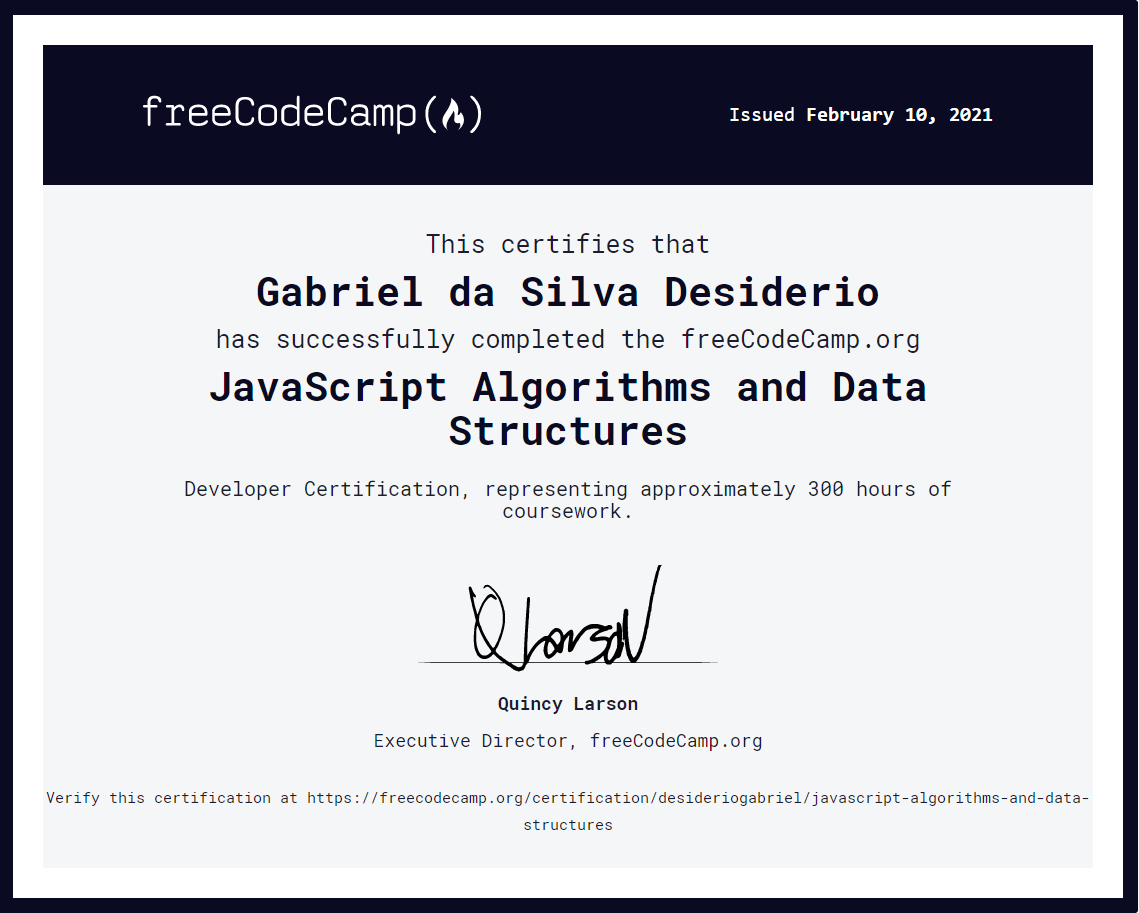 freeCodeCamp(🔥)
Issued February 10, 2021
This certifies that
Gabriel da Silva Desiderio
has successfully completed the freeCodeCamp.org
JavaScript Algorithms and Data
Structures
Developer Certification, representing approximately 300 hours of
coursework.
QLarson
Quincy Larson
Executive Director, freeCodeCamp.org
Verify this certification at https://freecodecamp.org/certification/desideriogabriel/javascript-algorithms-and-data-
structures